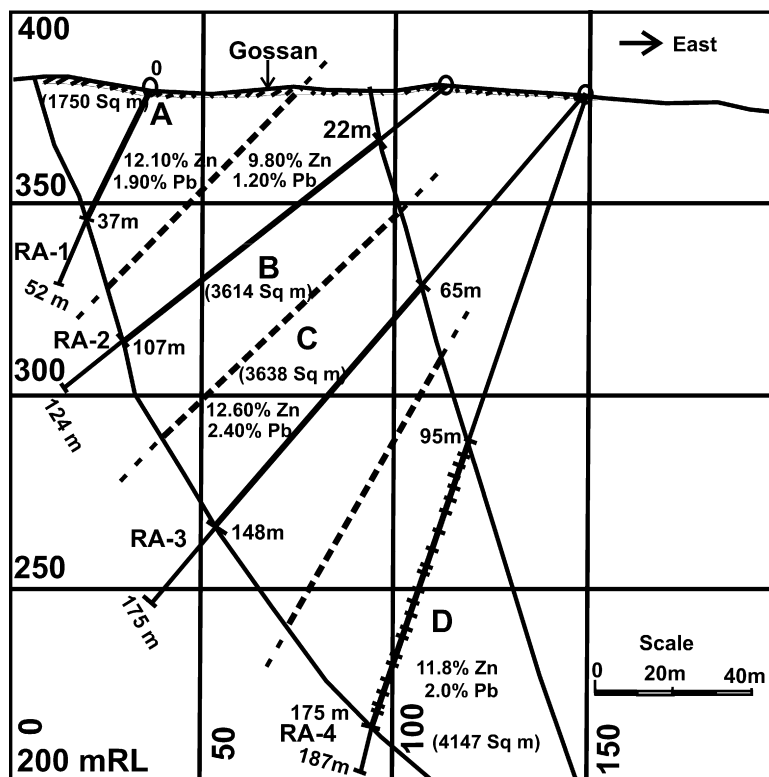 400
0
Gossan
East
(1750 Sq m)
A
22m
12.10% Zn
1.90% Pb
9.80% Zn
1.20% Pb
350
37m
RA-1
52 m
B
(3614 Sq m)
65m
RA-2
107m
C
300
(3638 Sq m)
124 m
12.60% Zn
2.40% Pb
95m
RA-3
148m
250
175 m
D
Scale
0 20m 40m
11.8% Zn
2.0% Pb
175 m
RA-4
(4147 Sq m)
187m
0
50
100
150
200 mRL